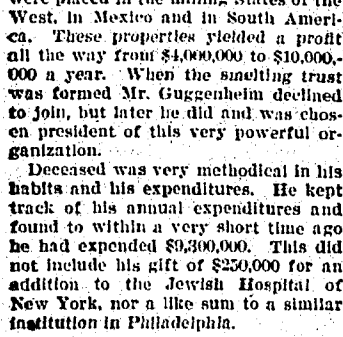 were placed in the mining States of the
West, in Mexico and in South Ameri-
ca. These properties yielded a profit
all the way from $4,000,000 to $10,000,-
000 a year. When the smelting trust
was formed Mr. Guggenheim declined
to join, but later he did and was chos-
en president of this very powerful or-
ganization.
Deceased was very methodical in his
habits and his expenditures. He kept
track of his annual expenditures and
found to within a very short time ago
he had expended $9,300,000. This did
not include his gift of $250,000 for an
addition to the Jewish Hospital of
New York, nor a like sum to a similar
institution in Philadelphia.